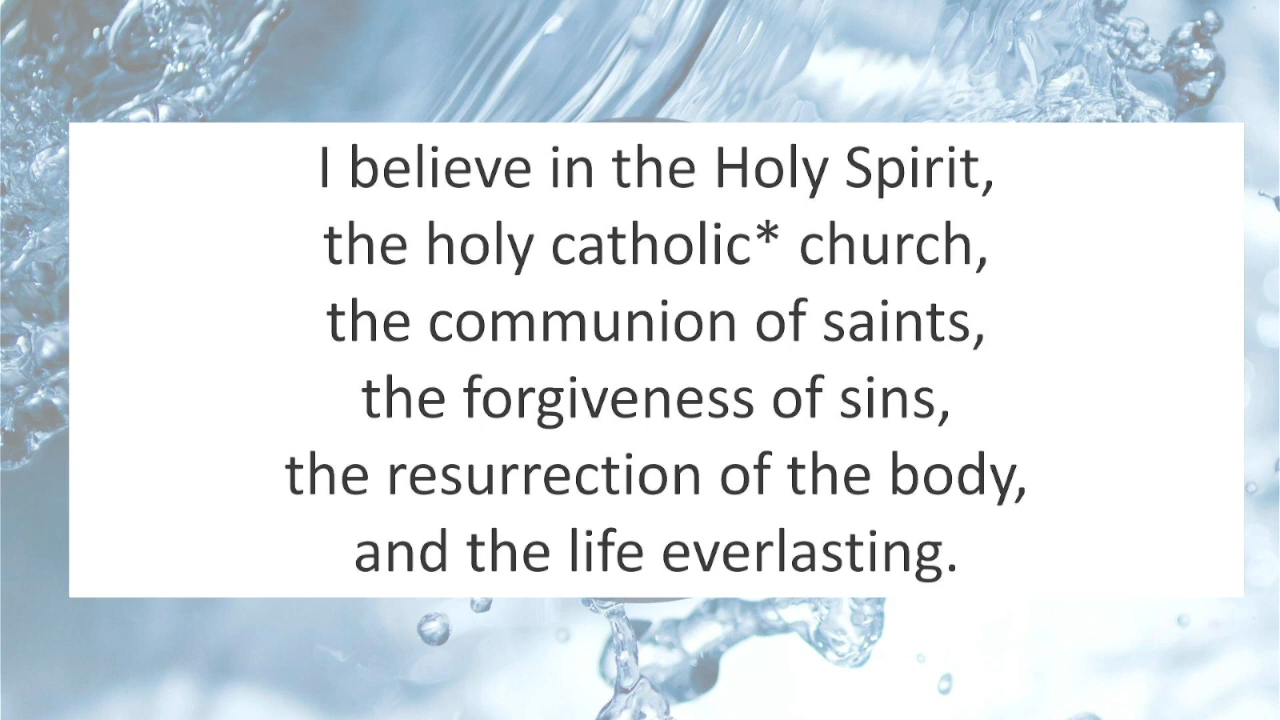 I believe in the Holy Spirit,
the holy catholic* church,
the communion of saints,
the forgiveness of sins,
the resurrection of the body,
and the life everlasting.